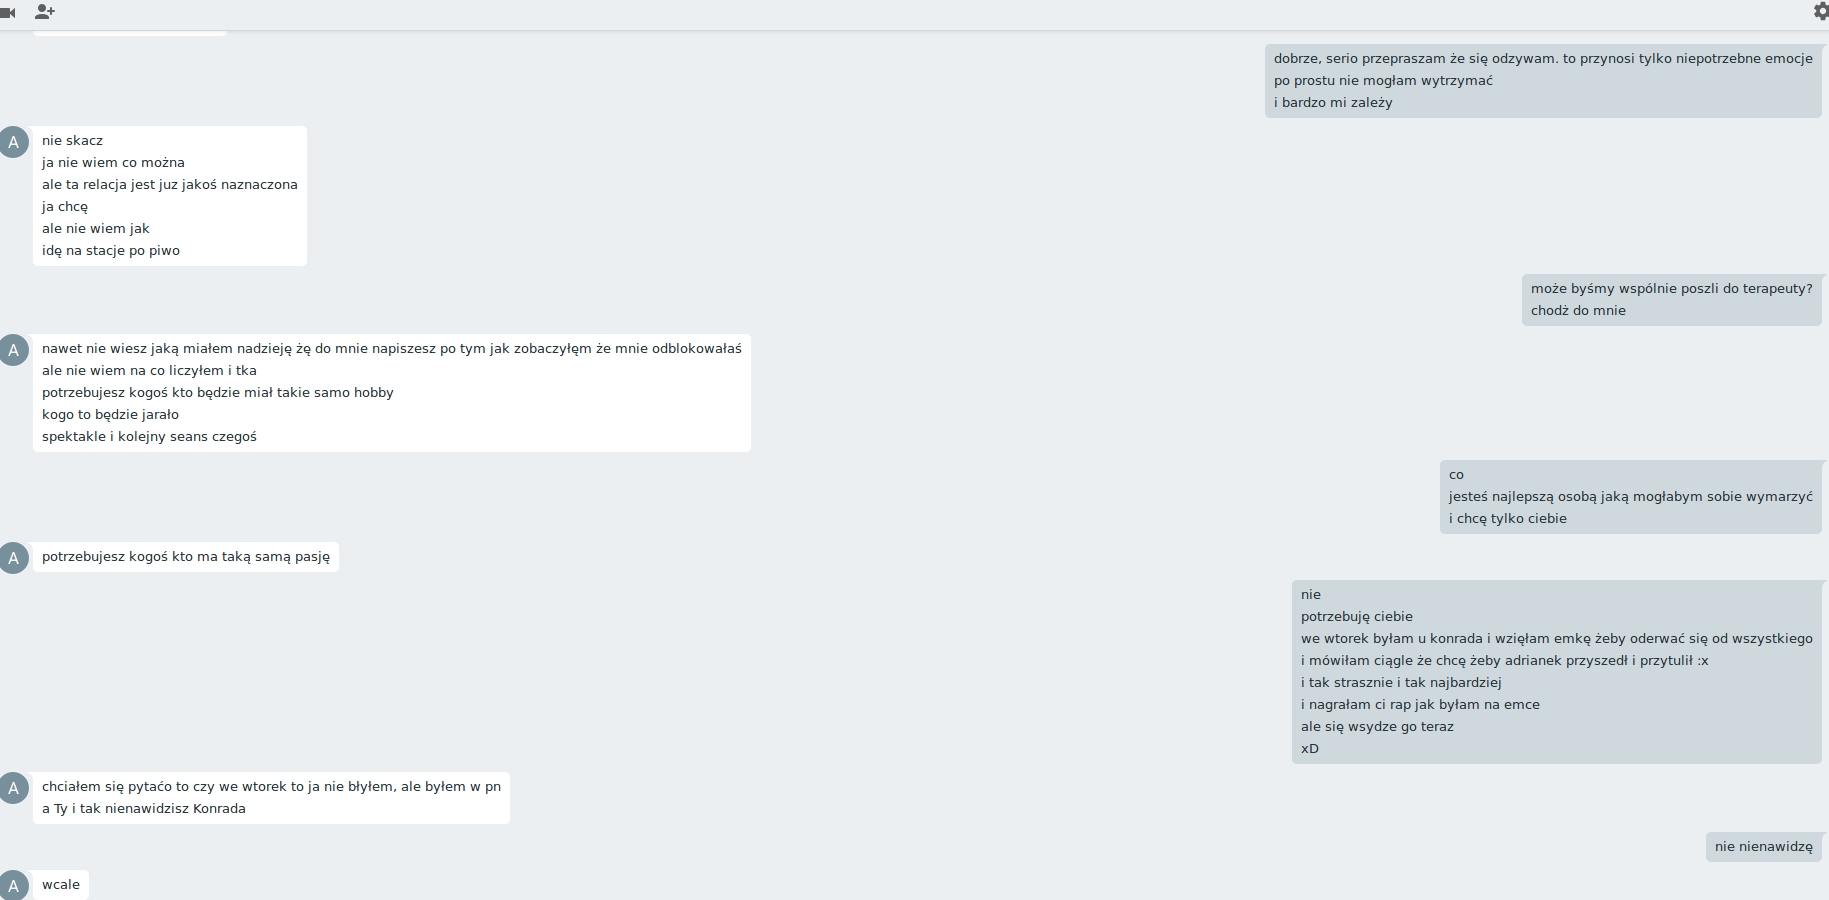 dobrze, serio przepraszam że się odzywam. to przynosi tylko niepotrzebne emocje
po prostu nie mogłam wytrzymać
i bardzo mi zależy
A
nie skacz
ja nie wiem co można
ale ta relacja jest juz jakoś naznaczona
ja chcę
ale nie wiem jak
idę na stacje po piwo
może byśmy wspólnie poszli do terapeuty?
chodż do mnie
A
nawet nie wiesz jaką miałem nadzieję żę do mnie napiszesz po tym jak zobaczyłęm że mnie odblokowałaś
ale nie wiem na co liczyłem i tka
potrzebujesz kogoś kto będzie miał takie samo hobby
kogo to będzie jarało
spektakle i kolejny seans czegoś
co
jesteś najlepszą osobą jaką mogłabym sobie wymarzyć
i chcę tylko ciebie
A
potrzebujesz kogoś kto ma taką samą pasję
nie
potrzebuję ciebie
we wtorek byłam u konrada i wzięłam emkę żeby oderwać się od wszystkiego
i mówiłam ciągle że chcę żeby adrianek przyszedł i przytulił :x
i tak strasznie i tak najbardziej
i nagrałam ci rap jak byłam na emce
ale się wsydze go teraz
xD
A
chciałem się pytaćo to czy we wtorek to ja nie błyłem, ale byłem w pn
a Ty i tak nienawidzisz Konrada
nie nienawidzę
A
wcale